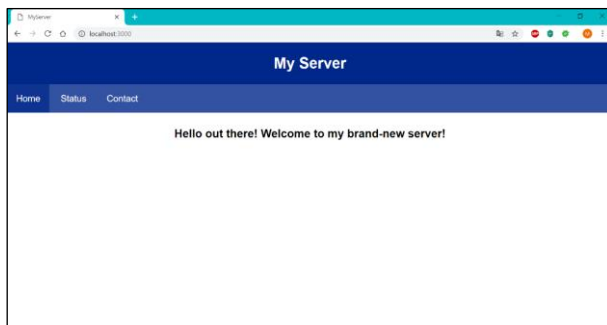 MyServer
localhost:3000
My Server
Home Status Contact
Hello out there! Welcome to my brand-new server!